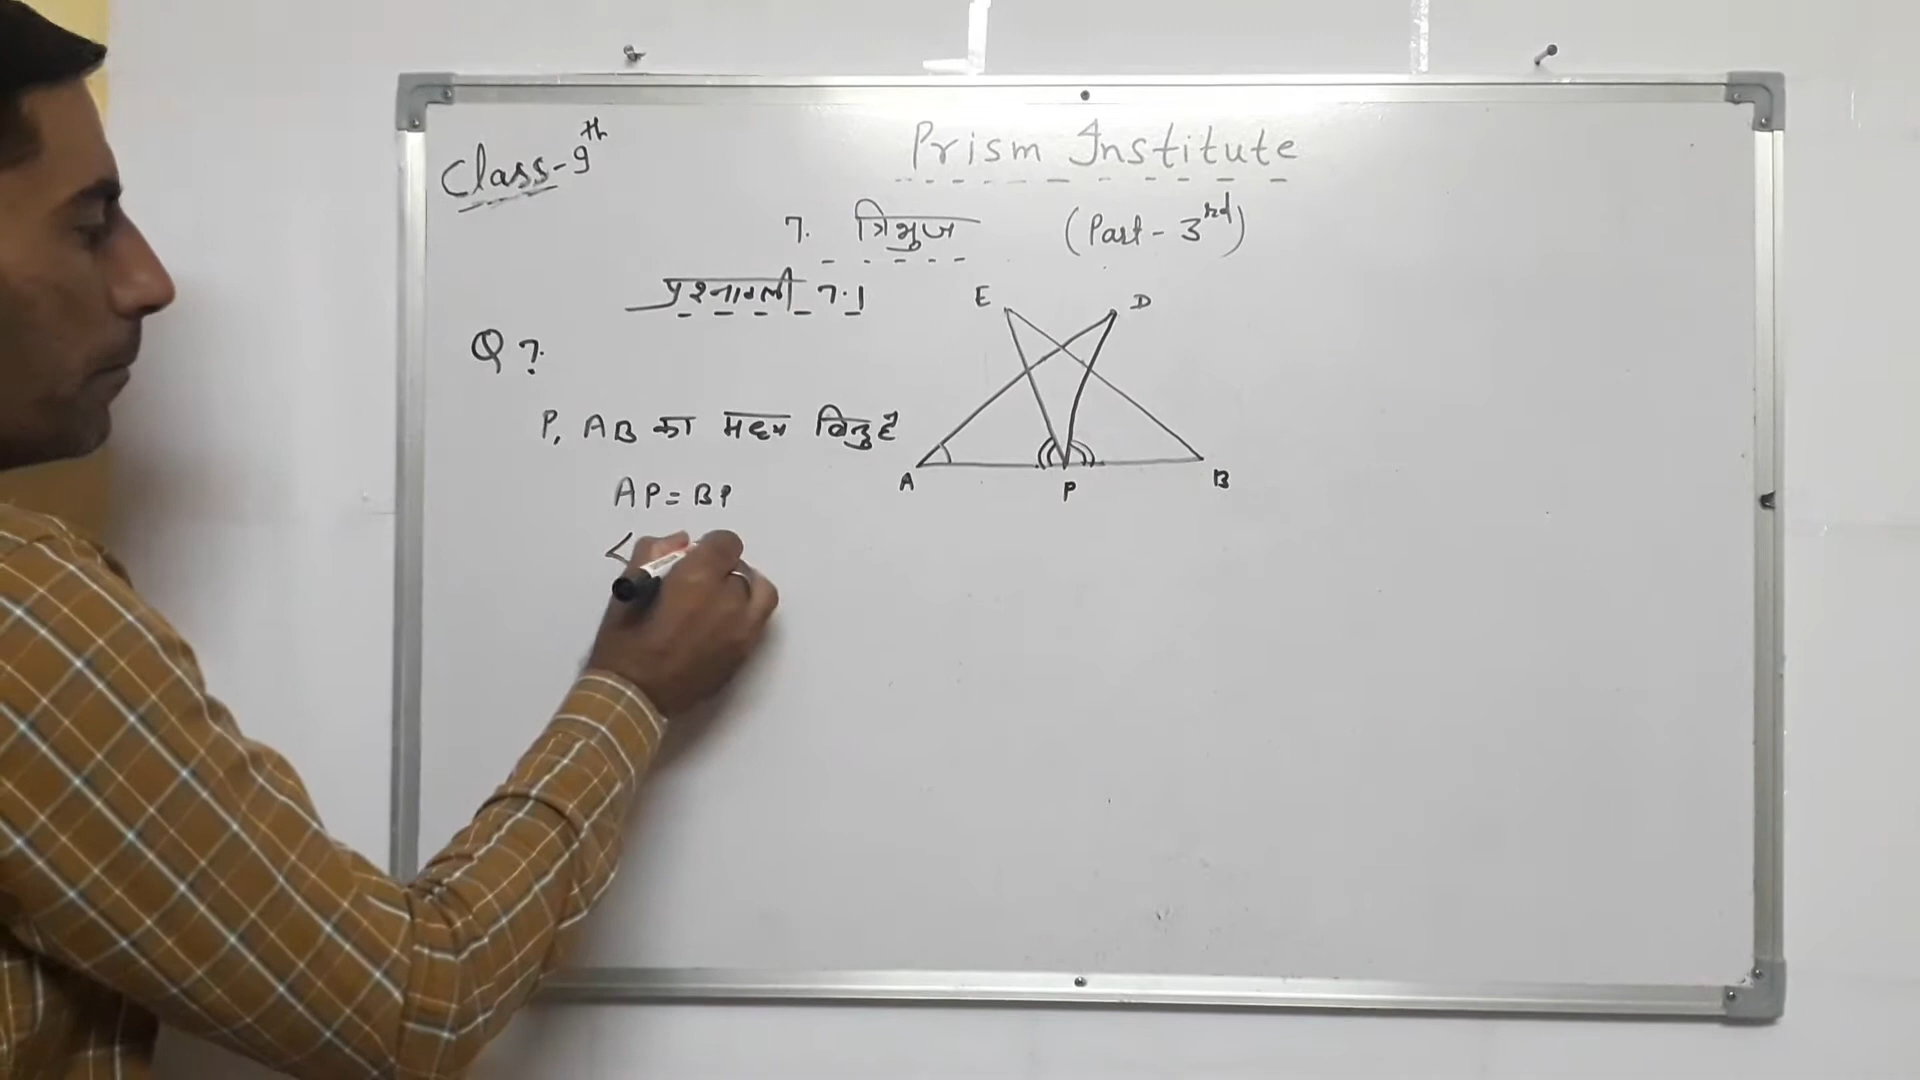 Class-9th
Prism Institute
7. त्रिभुज (Part-3rd)
प्रश्नावली 7.1
Q 7.
E D
P, AB का मध्य बिन्दु है
A P B
AP = BP
∠